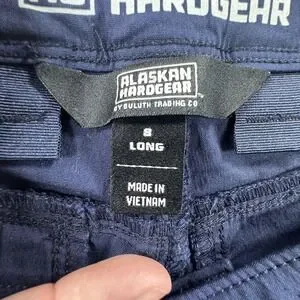 HARDGEAR
ALASKAN
HARDGEAR
BY DULUTH TRADING CO
8
LONG
MADE IN
VIETNAM